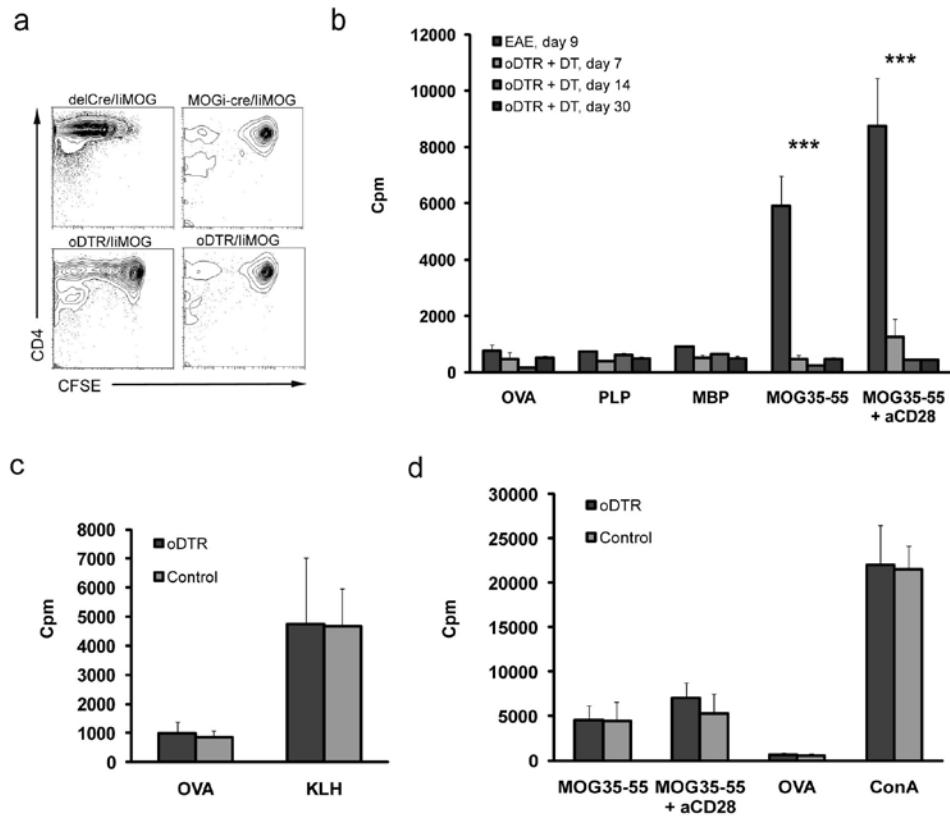 a
delCre/IiMOG
MOGi-cre/IiMOG
oDTR/IiMOG
oDTR/IiMOG
CD4
CFSE
b
12000
10000
8000
6000
4000
2000
0
Cpm
EAE, day 9
oDTR + DT, day 7
oDTR + DT, day 14
oDTR + DT, day 30
***
***
OVA
PLP
MBP
MOG35-55
MOG35-55
+ aCD28
c
8000
7000
6000
5000
4000
3000
2000
1000
0
Cpm
oDTR
Control
OVA
KLH
d
30000
25000
20000
15000
10000
5000
0
Cpm
oDTR
Control
MOG35-55
MOG35-55
+ aCD28
OVA
ConA